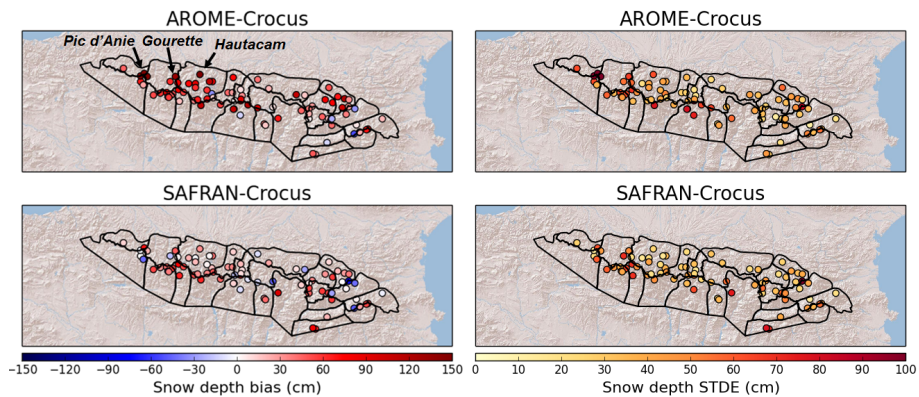 AROME-Crocus
AROME-Crocus
Pic d'Anie Gourette Hautacam
SAFRAN-Crocus
SAFRAN-Crocus
−150 −120 −90 −60 −30 0 30 60 90 120 150
0 10 20 30 40 50 60 70 80 90 100
Snow depth bias (cm)
Snow depth STDE (cm)